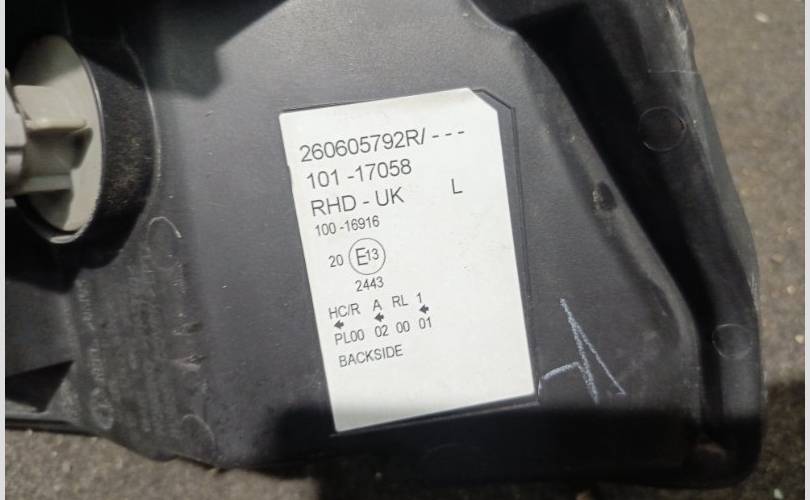 260605792R/ - - -
101 -17058
RHD - UK L
100 -16916
20 E13
2443
HC/R A RL 1
PL00 02 00 01
BACKSIDE